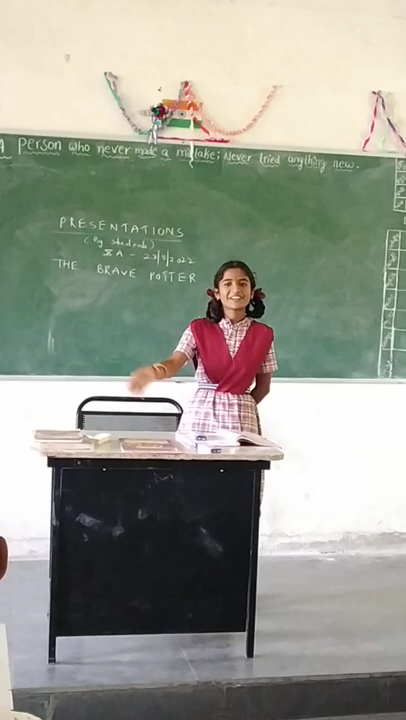 A Person who never made a mistake; Never tried anything new.
PRESENTATIONS
(By students)
X A - 23/9/2022
THE BRAVE POTTER